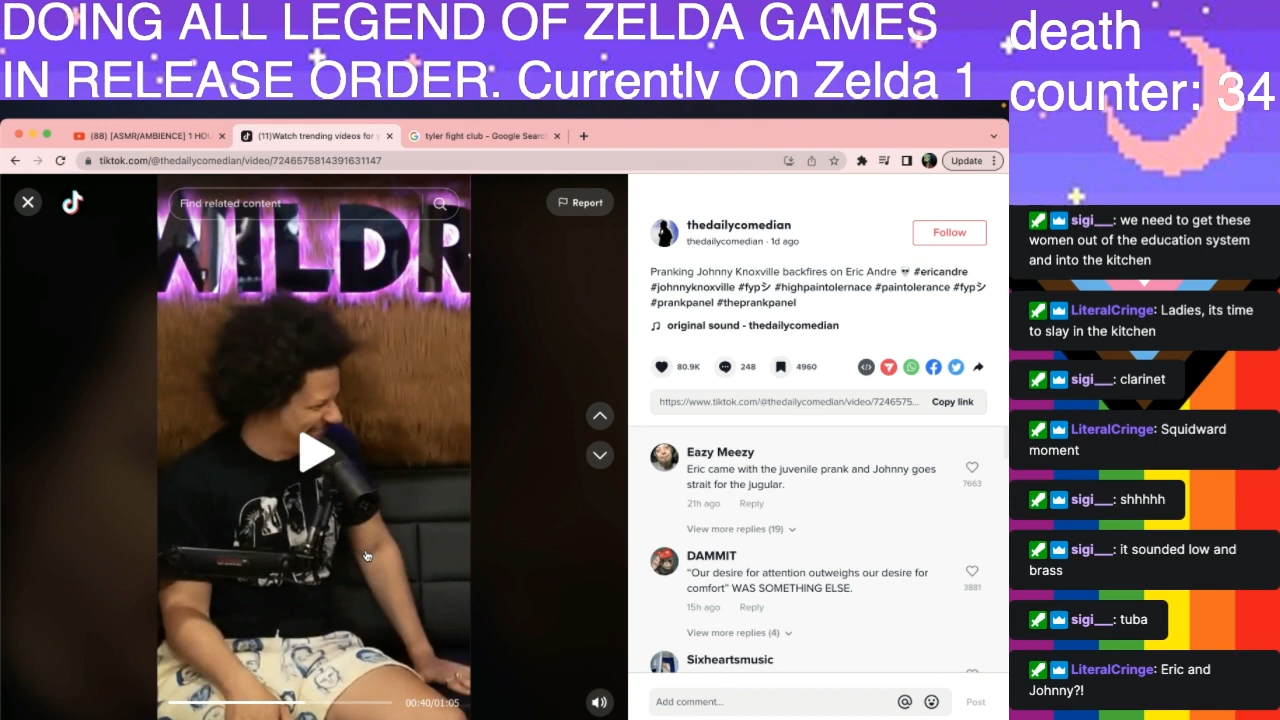 DOING ALL LEGEND OF ZELDA GAMES
IN RELEASE ORDER. Currently On Zelda 1
death
counter: 34
(88) [ASMR/AMBIENCE] 1 HOU
(11)Watch trending videos for y
tyler fight club - Google Searc
tiktok.com/@thedailycomedian/video/7246575814391631147
Update
Find related content
Report
WILDR
00:40/01:05
thedailycomedian
thedailycomedian · 1d ago
Follow
Pranking Johnny Knoxville backfires on Eric Andre 💀 #ericandre
#johnnyknoxville #fypシ #highpaintolernace #paintolerance #fypシ
#prankpanel #theprankpanel
original sound - thedailycomedian
80.9K
248
4960
https://www.tiktok.com/@thedailycomedian/video/7246575...
Copy link
Eazy Meezy
Eric came with the juvenile prank and Johnny goes
strait for the jugular.
7663
21h ago Reply
View more replies (19)
DAMMIT
"Our desire for attention outweighs our desire for
comfort" WAS SOMETHING ELSE.
3881
15h ago Reply
View more replies (4)
Sixheartsmusic
Add comment...
Post
sigi___: we need to get these
women out of the education system
and into the kitchen
LiteralCringe: Ladies, its time
to slay in the kitchen
sigi___: clarinet
LiteralCringe: Squidward
moment
sigi___: shhhhh
sigi___: it sounded low and
brass
sigi___: tuba
LiteralCringe: Eric and
Johnny?!